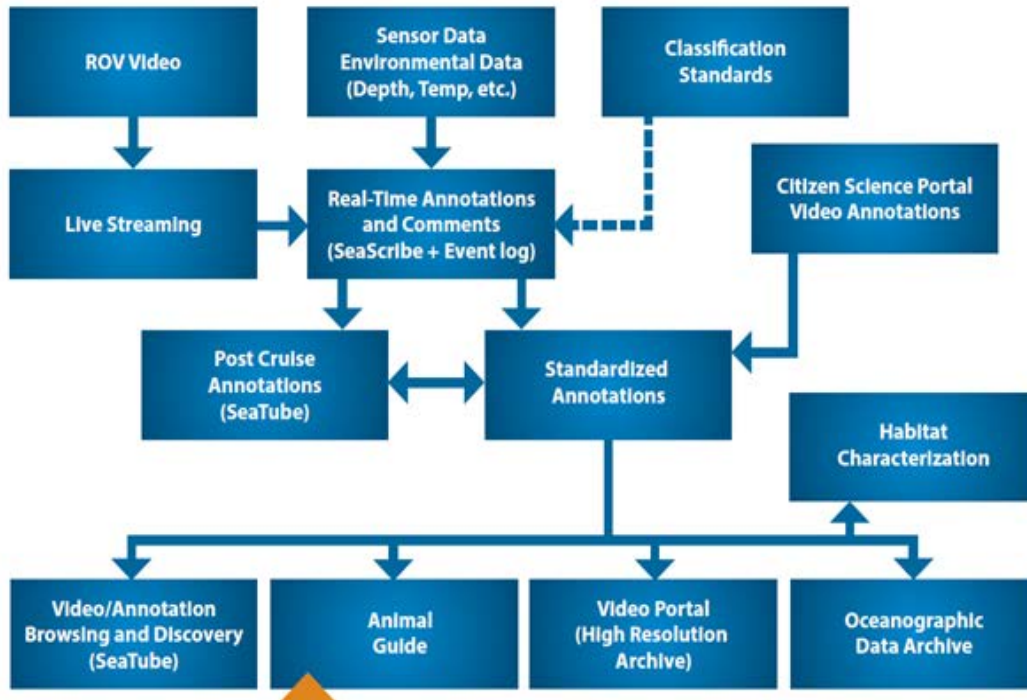 ROV Video
Sensor Data
Environmental Data
(Depth, Temp, etc.)
Classification
Standards
Live Streaming
Real-Time Annotations
and Comments
(SeaScribe + Event log)
Citizen Science Portal
Video Annotations
Post Cruise
Annotations
(SeaTube)
Standardized
Annotations
Habitat
Characterization
Video/Annotation
Browsing and Discovery
(SeaTube)
Animal
Guide
Video Portal
(High Resolution
Archive)
Oceanographic
Data Archive